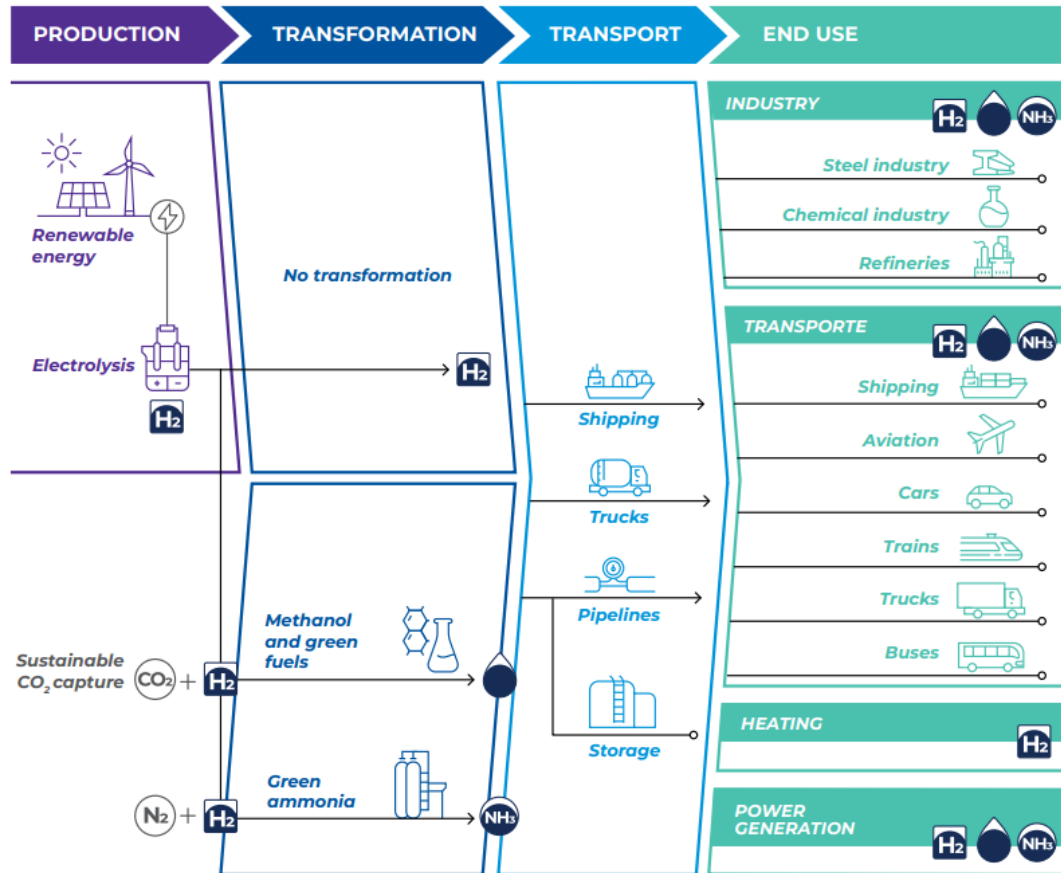 PRODUCTION
TRANSFORMATION
TRANSPORT
END USE
Renewable
energy
Electrolysis
+ -
H₂
No transformation
H₂
Sustainable
CO₂ capture
CO₂ + H₂
Methanol
and green
fuels
N₂ + H₂
Green
ammonia
NH₃
Shipping
Trucks
Pipelines
Storage
INDUSTRY
H₂ NH₃
Steel industry
Chemical industry
Refineries
TRANSPORTE
H₂ NH₃
Shipping
Aviation
Cars
Trains
Trucks
Buses
HEATING
H₂
POWER
GENERATION
H₂ NH₃